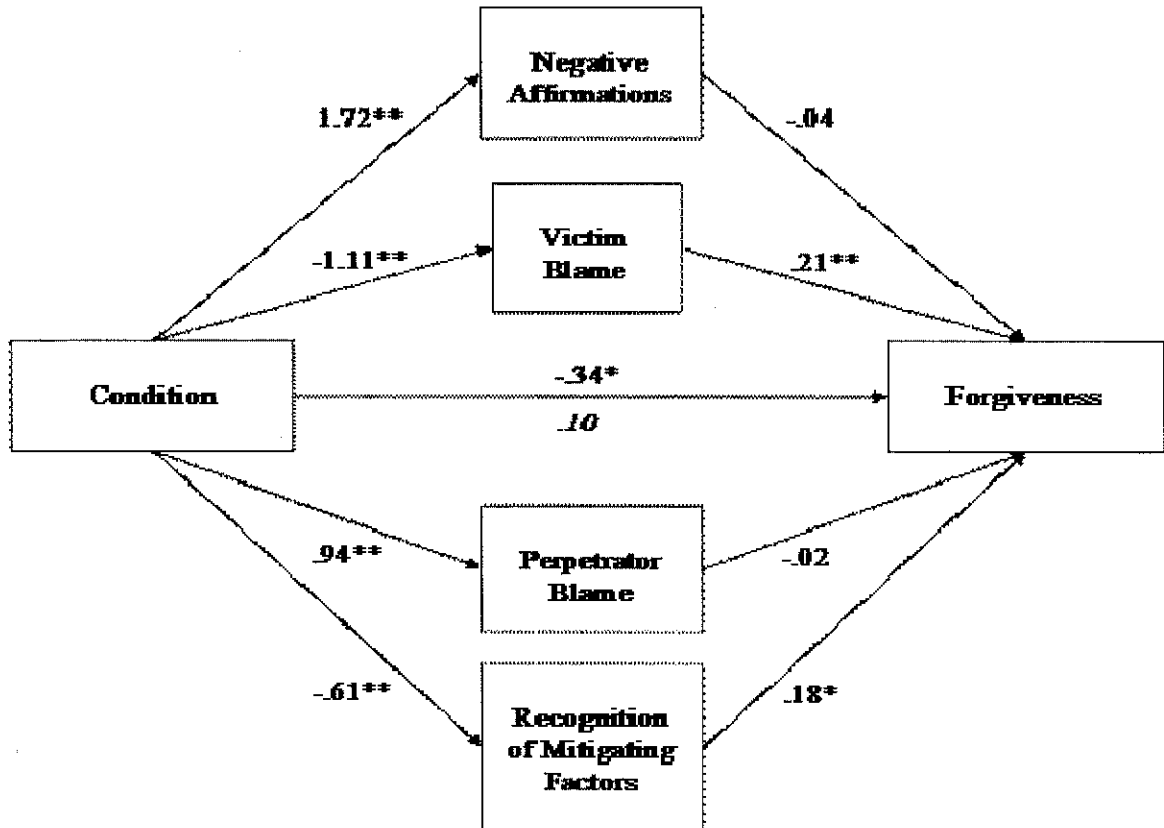 Negative
Affirmations
1.72**
-.04
Victim
Blame
-1.11**
.21**
Condition
-.34*
.10
Forgiveness
.94**
Perpetrator
Blame
-.02
-.61**
Recognition
of Mitigating
Factors
.18*